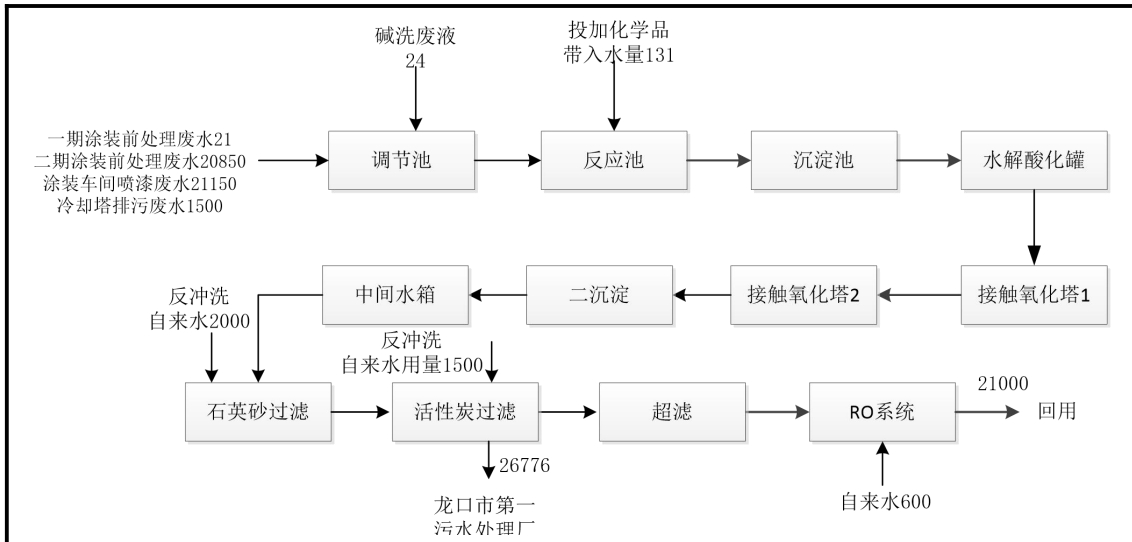 碱洗废液
24
投加化学品
带入水量131
一期涂装前处理废水21
二期涂装前处理废水20850
涂装车间喷漆废水21150
冷却塔排污废水1500
调节池
反应池
沉淀池
水解酸化罐
反冲洗
自来水2000
中间水箱
二沉淀
接触氧化塔2
接触氧化塔1
反冲洗
自来水用量1500
石英砂过滤
活性炭过滤
超滤
RO系统
21000
回用
26776
龙口市第一
污水处理厂
自来水600